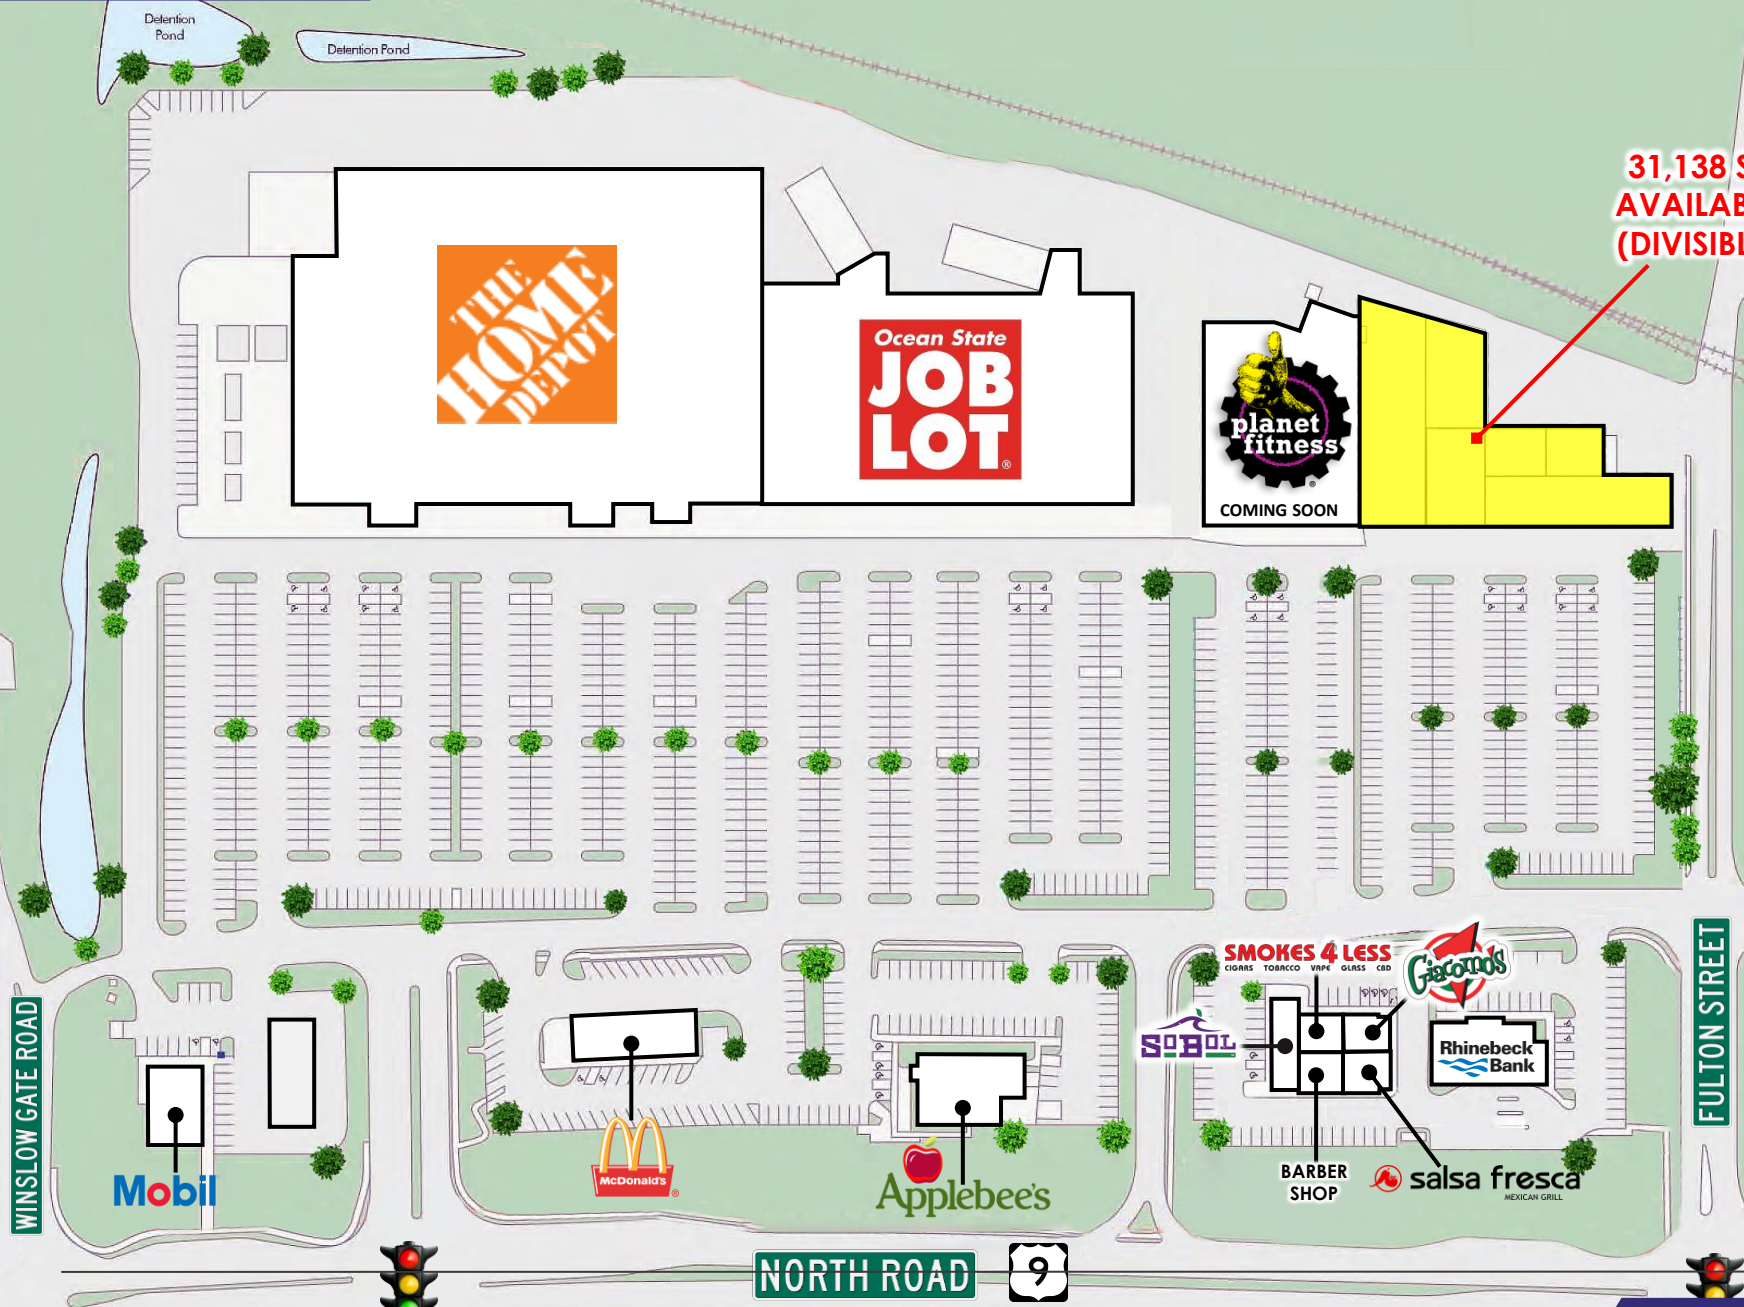 Detention
Pond
Detention Pond
31,138
AVAILAB
(DIVISIBL
THE
HOME
DEPOT
Ocean State
JOB
LOT
®
planet
fitness
®
COMING SOON
SMOKES 4 LESS
CIGARS TOBACCO VAPE GLASS CBD
Giacomo's
SOBOL
Rhinebeck
Bank
BARBER
SHOP
salsa fresca
MEXICAN GRILL
Mobil
McDonald's
®
Applebee's
WINSLOW GATE ROAD
FULTON STREET
NORTH ROAD
9